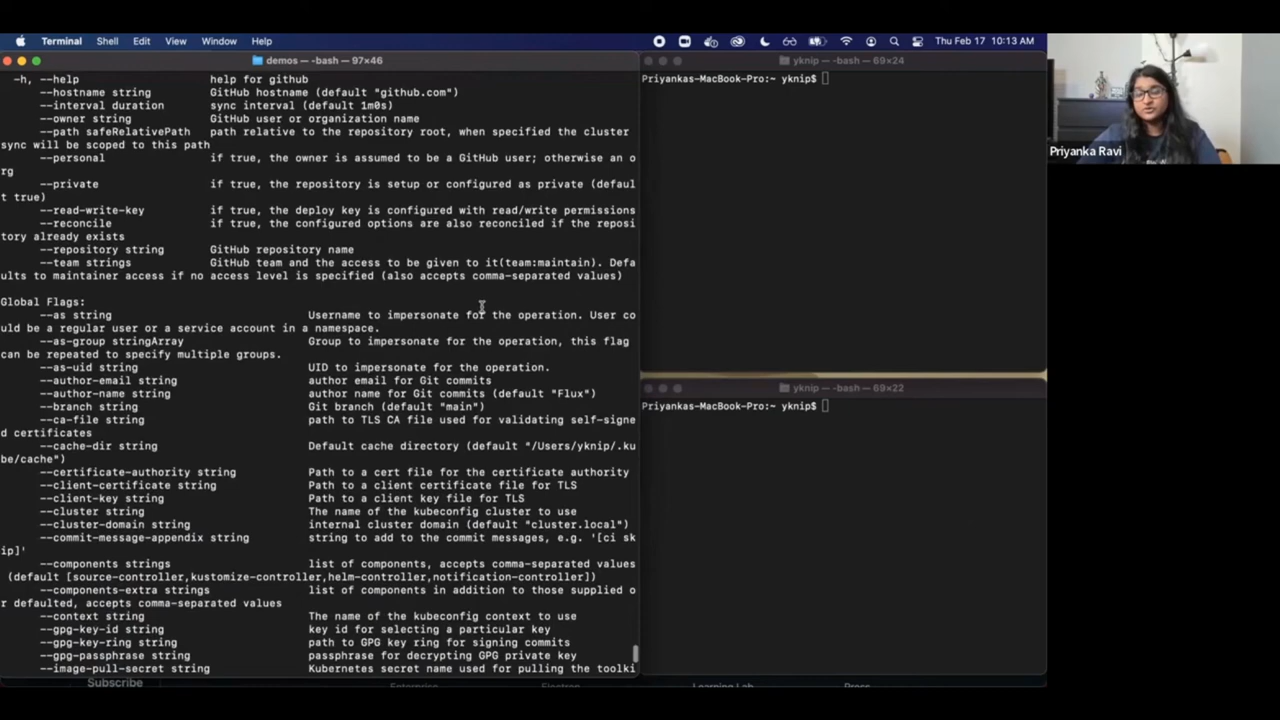 Terminal Shell Edit View Window Help Thu Feb 17 10:13 AM
demos — -bash — 97×46
-h, --help help for github
--hostname string GitHub hostname (default "github.com")
--interval duration sync interval (default 1m0s)
--owner string GitHub user or organization name
--path safeRelativePath path relative to the repository root, when specified the cluster
sync will be scoped to this path
--personal if true, the owner is assumed to be a GitHub user; otherwise an o
rg
--private if true, the repository is setup or configured as private (defaul
t true)
--read-write-key if true, the deploy key is configured with read/write permissions
--reconcile if true, the configured options are also reconciled if the reposi
tory already exists
--repository string GitHub repository name
--team strings GitHub team and the access to be given to it(team:maintain). Defa
ults to maintainer access if no access level is specified (also accepts comma-separated values)
Global Flags:
--as string Username to impersonate for the operation. User co
uld be a regular user or a service account in a namespace.
--as-group stringArray Group to impersonate for the operation, this flag
can be repeated to specify multiple groups.
--as-uid string UID to impersonate for the operation.
--author-email string author email for Git commits
--author-name string author name for Git commits (default "Flux")
--branch string Git branch (default "main")
--ca-file string path to TLS CA file used for validating self-signe
d certificates
--cache-dir string Default cache directory (default "/Users/yknip/.ku
be/cache")
--certificate-authority string Path to a cert file for the certificate authority
--client-certificate string Path to a client certificate file for TLS
--client-key string Path to a client key file for TLS
--cluster string The name of the kubeconfig cluster to use
--cluster-domain string internal cluster domain (default "cluster.local")
--commit-message-appendix string string to add to the commit messages, e.g. '[ci sk
ip]'
--components strings list of components, accepts comma-separated values
(default [source-controller,kustomize-controller,helm-controller,notification-controller])
--components-extra strings list of components in addition to those supplied o
r defaulted, accepts comma-separated values
--context string The name of the kubeconfig context to use
--gpg-key-id string key id for selecting a particular key
--gpg-key-ring string path to GPG key ring for signing commits
--gpg-passphrase string passphrase for decrypting GPG private key
--image-pull-secret string Kubernetes secret name used for pulling the toolki
yknip — -bash — 69×24
Priyankas-MacBook-Pro:~ yknip$
yknip — -bash — 69×22
Priyankas-MacBook-Pro:~ yknip$
Priyanka Ravi
Subscribe
Enterprise Electron Learning Lab Press